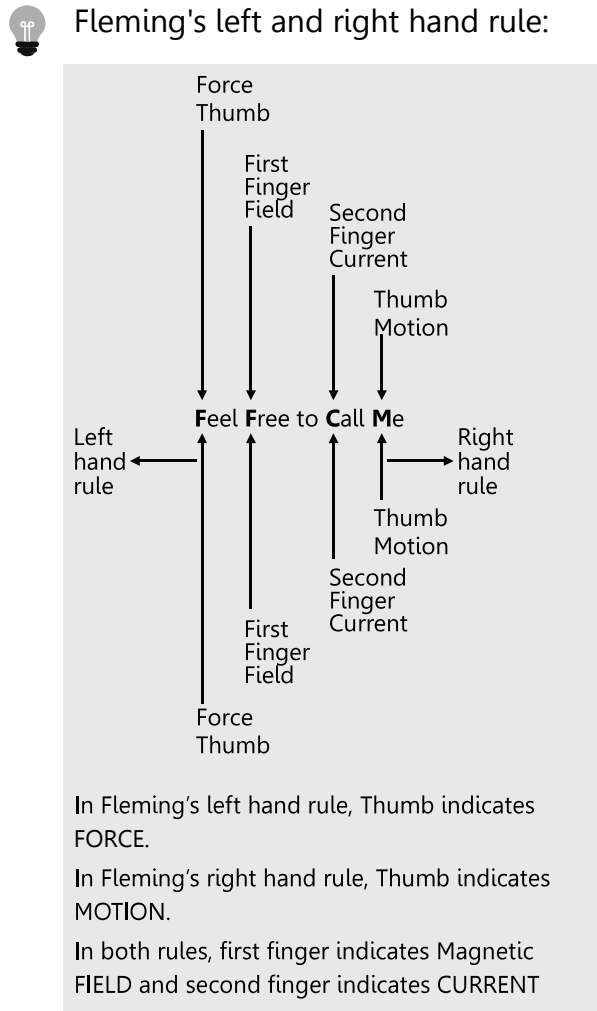 Fleming's left and right hand rule:
Force
Thumb
First
Finger
Field
Second
Finger
Current
Thumb
Motion
Feel Free to Call Me
Left
hand
rule
Right
hand
rule
Thumb
Motion
Second
Finger
Current
First
Finger
Field
Force
Thumb
In Fleming’s left hand rule, Thumb indicates
FORCE.
In Fleming’s right hand rule, Thumb indicates
MOTION.
In both rules, first finger indicates Magnetic
FIELD and second finger indicates CURRENT